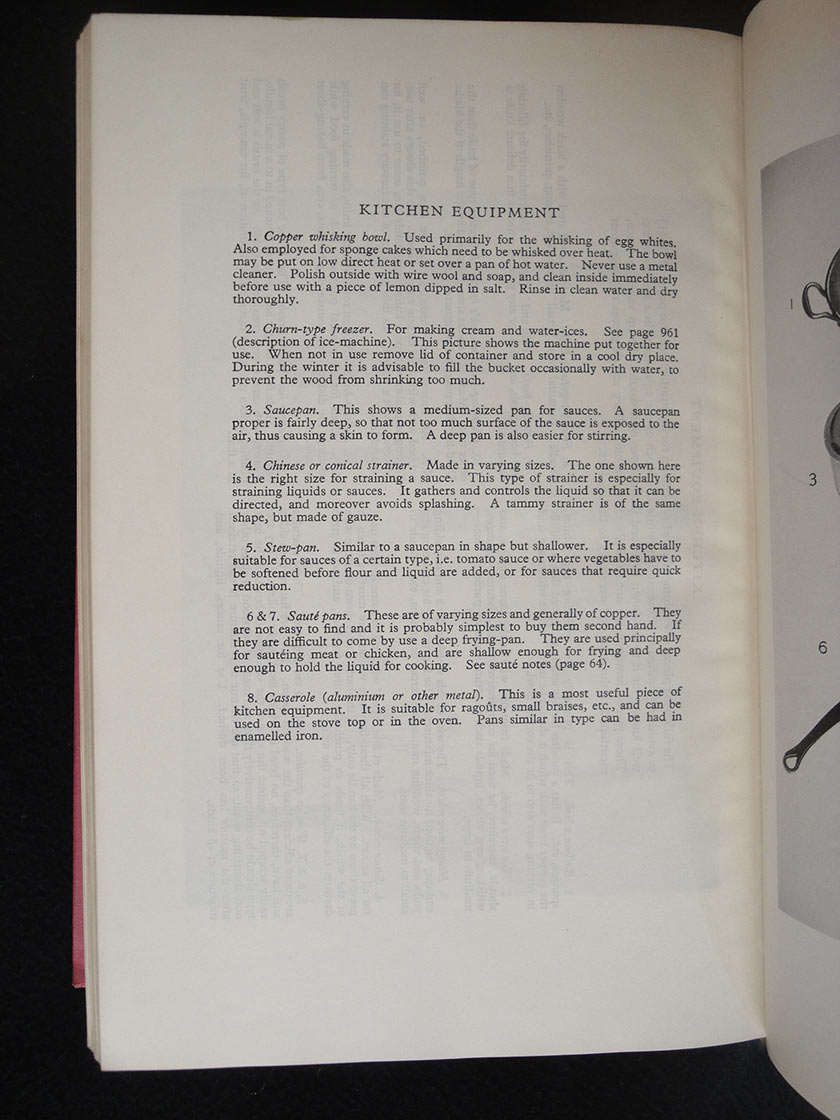 KITCHEN EQUIPMENT
1. Copper whisking bowl. Used primarily for the whisking of egg whites.
Also employed for sponge cakes which need to be whisked over heat. The bowl
may be put on low direct heat or set over a pan of hot water. Never use a metal
cleaner. Polish outside with wire wool and soap, and clean inside immediately
before use with a piece of lemon dipped in salt. Rinse in clean water and dry
thoroughly.
2. Churn-type freezer. For making cream and water-ices. See page 961
(description of ice-machine). This picture shows the machine put together for
use. When not in use remove lid of container and store in a cool dry place.
During the winter it is advisable to fill the bucket occasionally with water, to
prevent the wood from shrinking too much.
3. Saucepan. This shows a medium-sized pan for sauces. A saucepan
proper is fairly deep, so that not too much surface of the sauce is exposed to the
air, thus causing a skin to form. A deep pan is also easier for stirring.
4. Chinese or conical strainer. Made in varying sizes. The one shown here
is the right size for straining a sauce. This type of strainer is especially for
straining liquids or sauces. It gathers and controls the liquid so that it can be
directed, and moreover avoids splashing. A tammy strainer is of the same
shape, but made of gauze.
5. Stew-pan. Similar to a saucepan in shape but shallower. It is especially
suitable for sauces of a certain type, i.e. tomato sauce or where vegetables have to
be softened before flour and liquid are added, or for sauces that require quick
reduction.
6 & 7. Sauté pans. These are of varying sizes and generally of copper. They
are not easy to find and it is probably simplest to buy them second hand. If
they are difficult to come by use a deep frying-pan. They are used principally
for sautéing meat or chicken, and are shallow enough for frying and deep
enough to hold the liquid for cooking. See sauté notes (page 64).
8. Casserole (aluminium or other metal). This is a most useful piece of
kitchen equipment. It is suitable for ragoûts, small braises, etc., and can be
used on the stove top or in the oven. Pans similar in type can be had in
enamelled iron.
1
3
6